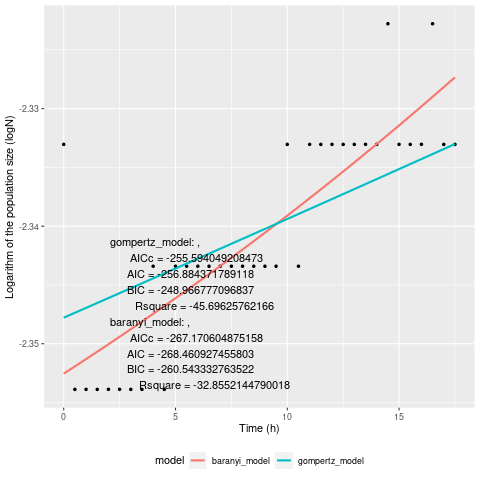 Logarithm of the population size (logN)
-2.33
-2.34
-2.35
gompertz_model: ,
AICc = -255.594049208473
AIC = -256.884371789118
BIC = -248.966777096837
Rsquare = -45.69625762166
baranyi_model: ,
AICc = -267.170604875158
AIC = -268.460927455803
BIC = -260.543332763522
Rsquare = -32.8552144790018
0 5 10 15
Time (h)
model baranyi_model gompertz_model